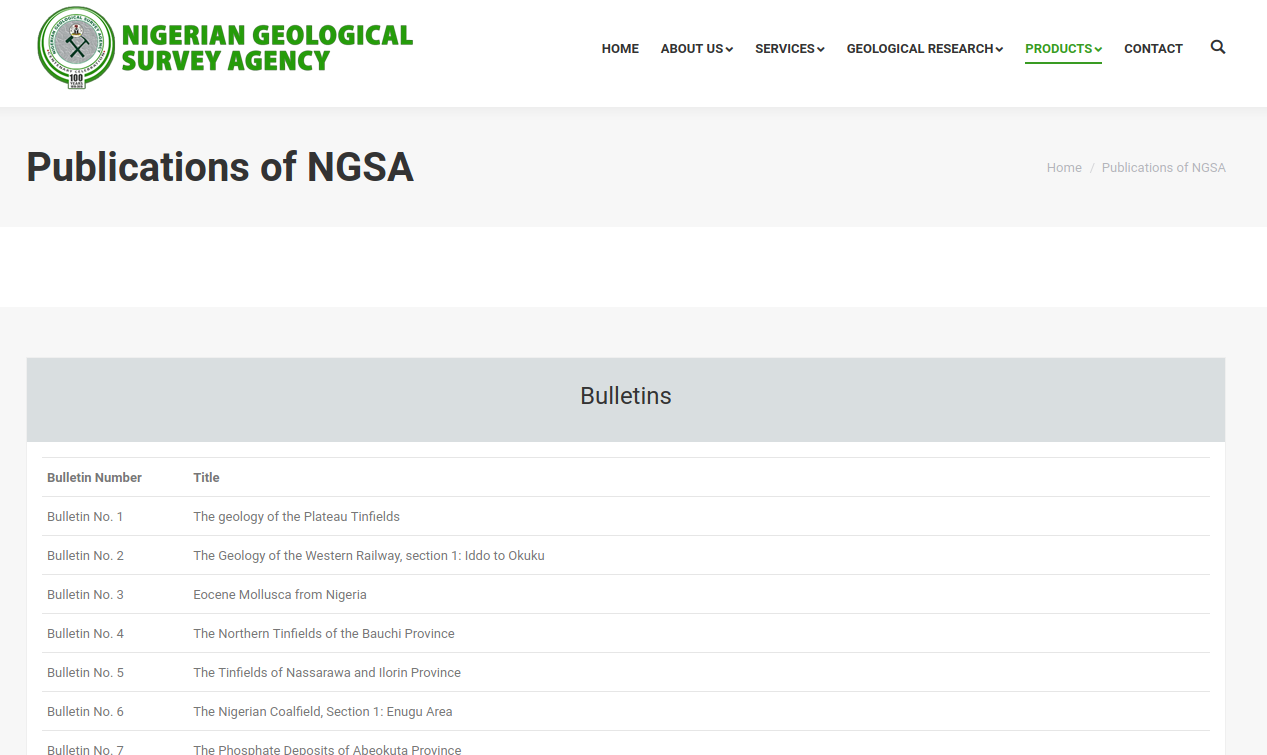 NIGERIAN GEOLOGICAL
SURVEY AGENCY
100
YEARS
HOME ABOUT US SERVICES GEOLOGICAL RESEARCH PRODUCTS CONTACT
Publications of NGSA
Home / Publications of NGSA
Bulletins
Bulletin Number Title
Bulletin No. 1 The geology of the Plateau Tinfields
Bulletin No. 2 The Geology of the Western Railway, section 1: Iddo to Okuku
Bulletin No. 3 Eocene Mollusca from Nigeria
Bulletin No. 4 The Northern Tinfields of the Bauchi Province
Bulletin No. 5 The Tinfields of Nassarawa and Ilorin Province
Bulletin No. 6 The Nigerian Coalfield, Section 1: Enugu Area
Bulletin No. 7 The Phosphate Deposits of Abeokuta Province